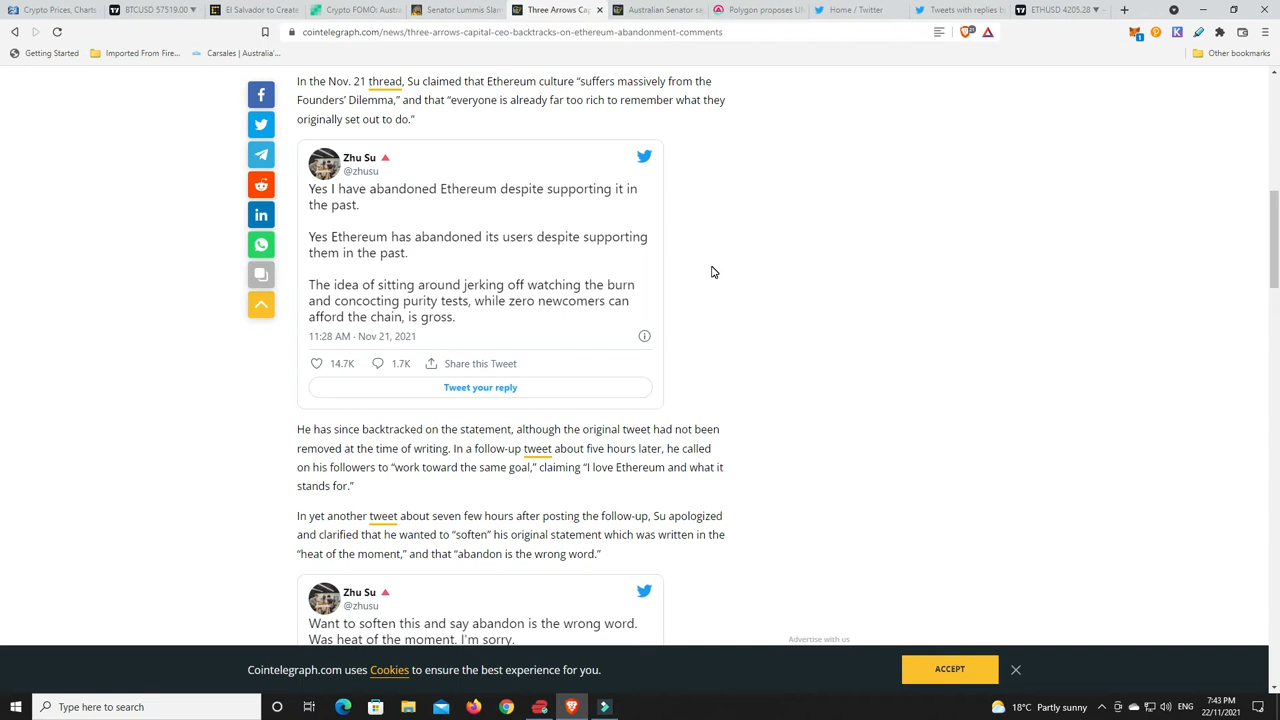 Crypto Prices, Charts
BTCUSD 57519.00 ▼
El Salvador to Create
Crypto FOMO: Austra
Senator Lummis Slam
Three Arrows Ca
Australian Senator sa
Polygon proposes UN
Home / Twitter
Tweets with replies by
ETHUSD 4205.28 ▼
cointelegraph.com/news/three-arrows-capital-ceo-backtracks-on-ethereum-abandonment-comments
Getting Started
Imported From Fire...
Carsales | Australia'...
Other bookmarks
In the Nov. 21 thread, Su claimed that Ethereum culture “suffers massively from the
Founders’ Dilemma,” and that “everyone is already far too rich to remember what they
originally set out to do.”
Zhu Su
@zhusu
Yes I have abandoned Ethereum despite supporting it in
the past.
Yes Ethereum has abandoned its users despite supporting
them in the past.
The idea of sitting around jerking off watching the burn
and concocting purity tests, while zero newcomers can
afford the chain, is gross.
11:28 AM · Nov 21, 2021
14.7K 1.7K Share this Tweet
Tweet your reply
He has since backtracked on the statement, although the original tweet had not been
removed at the time of writing. In a follow-up tweet about five hours later, he called
on his followers to “work toward the same goal,” claiming “I love Ethereum and what it
stands for.”
In yet another tweet about seven few hours after posting the follow-up, Su apologized
and clarified that he wanted to “soften” his original statement which was written in the
“heat of the moment,” and that “abandon is the wrong word.”
Zhu Su
@zhusu
Want to soften this and say abandon is the wrong word.
Was heat of the moment. I'm sorry.
Advertise with us
Cointelegraph.com uses Cookies to ensure the best experience for you.
ACCEPT
Type here to search
18°C Partly sunny
ENG
7:43 PM
22/11/2021